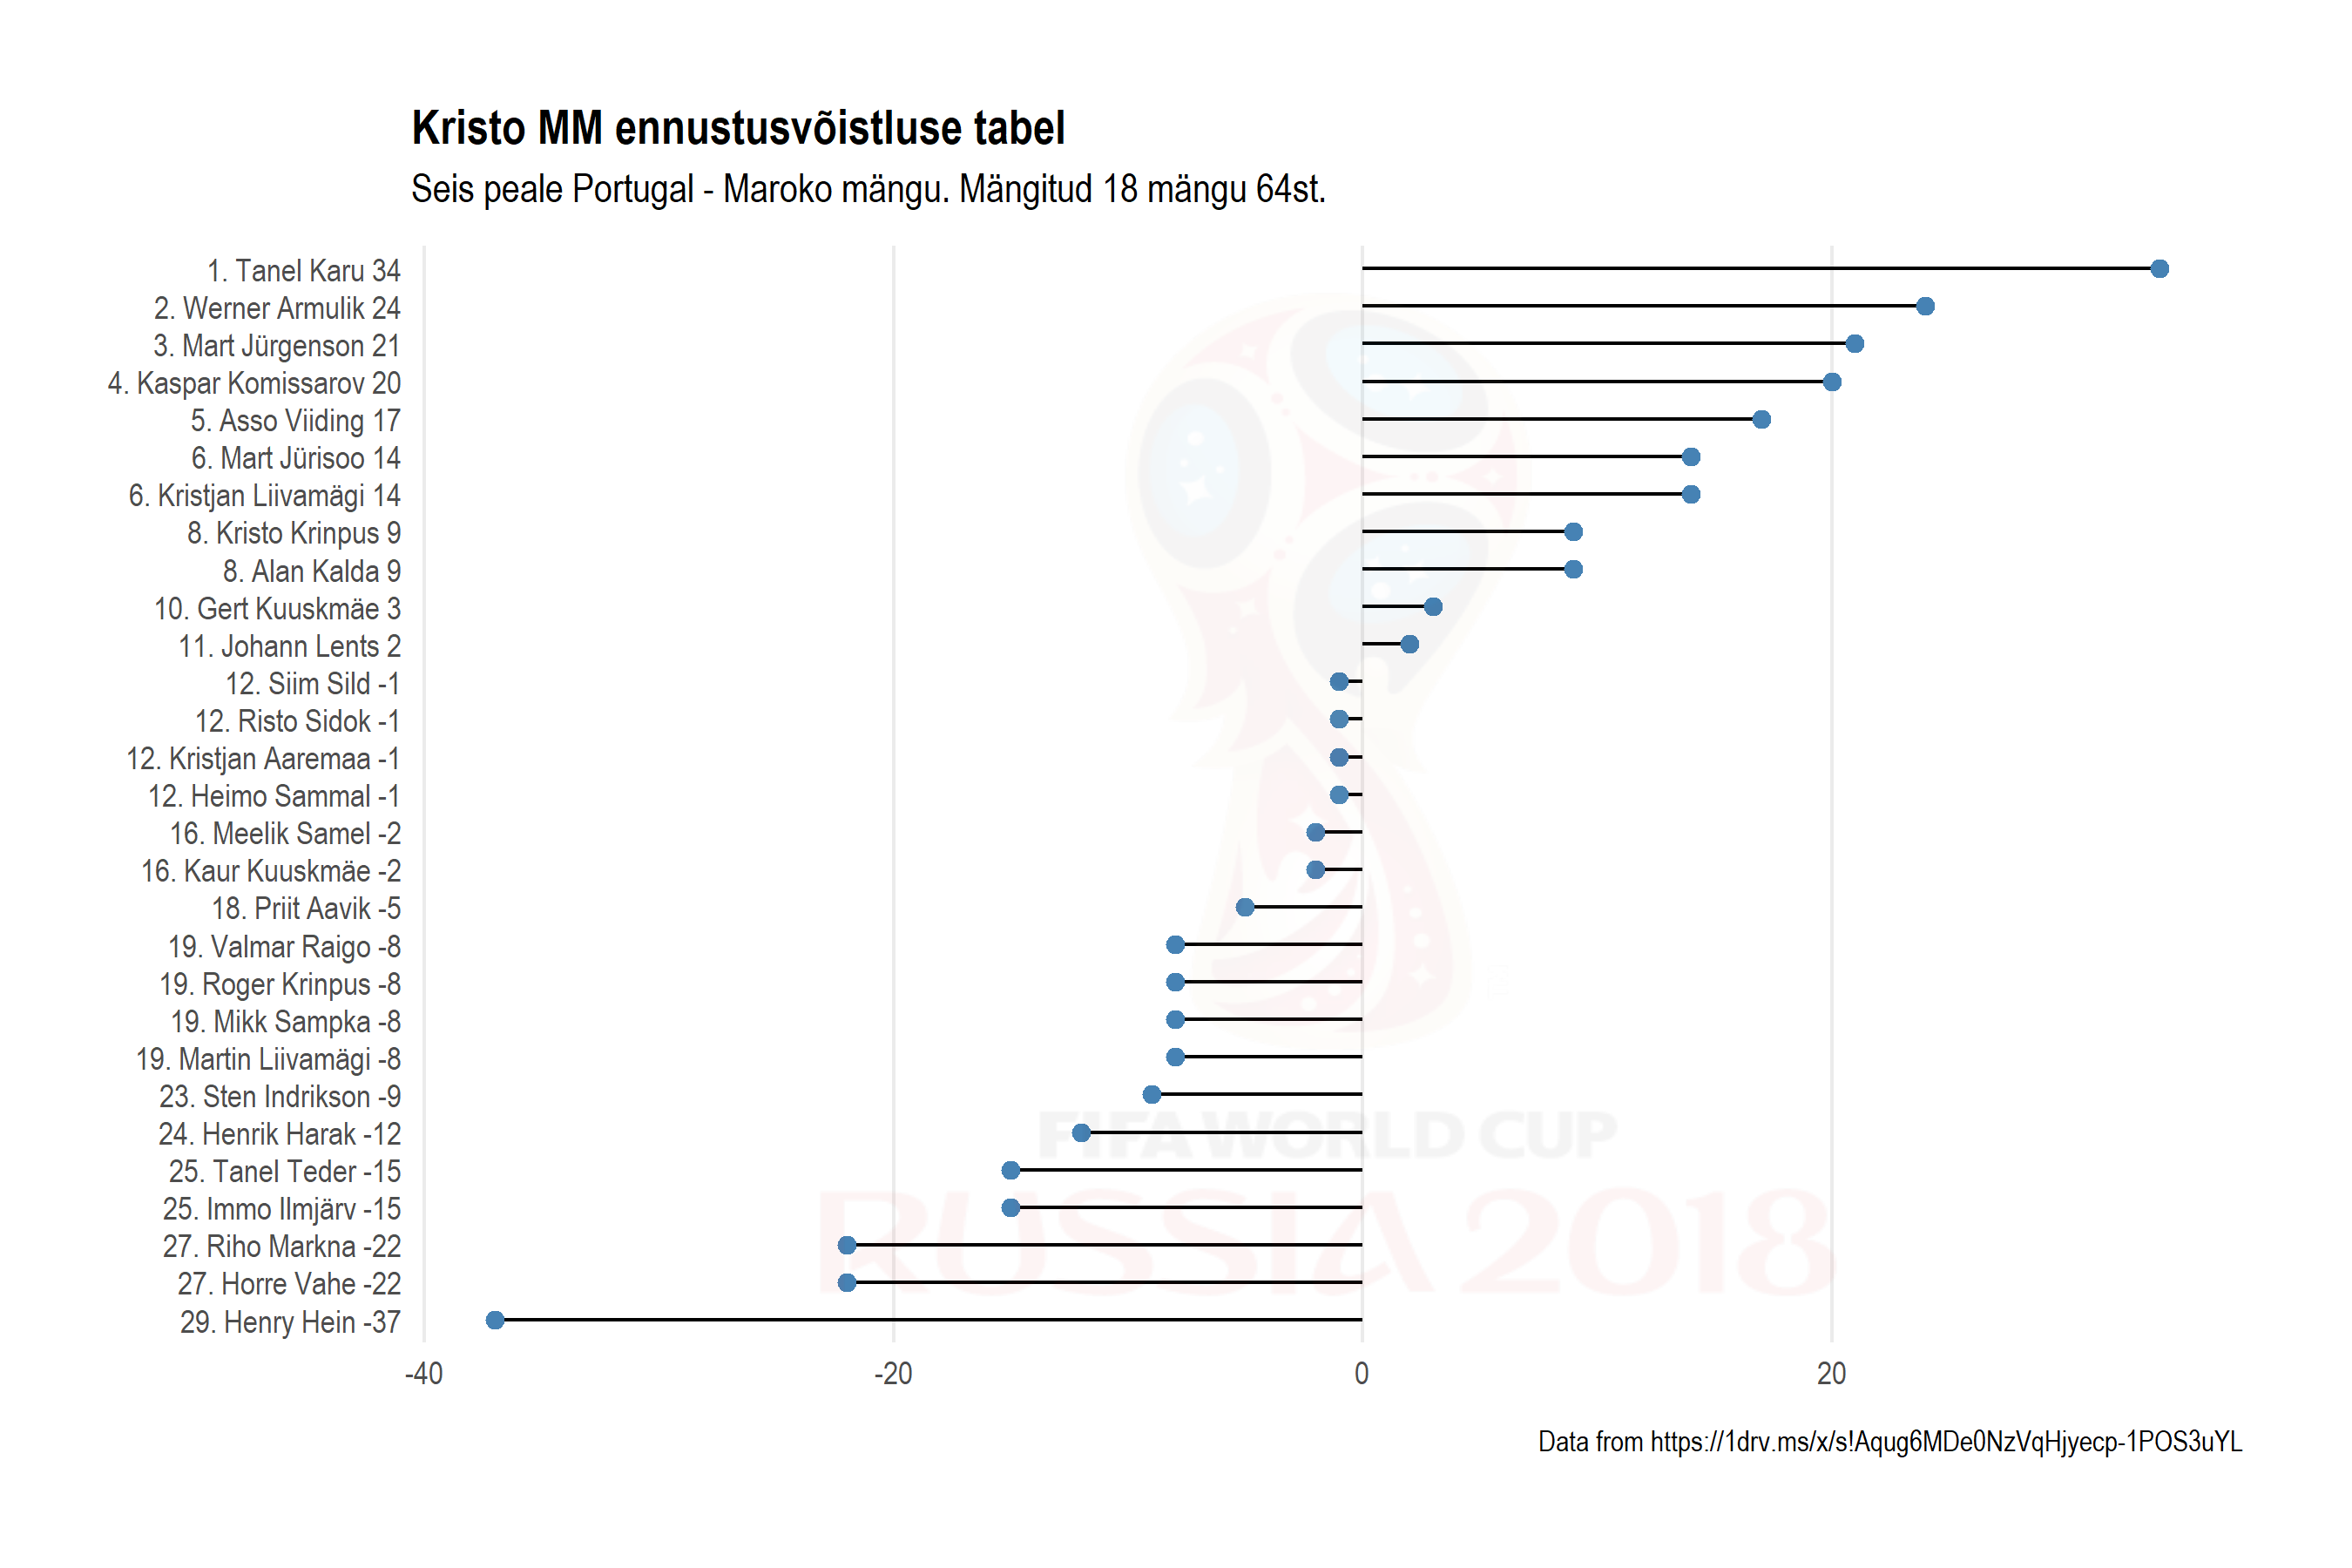 Kristo MM ennustusvõistluse tabel
Seis peale Portugal - Maroko mängu. Mängitud 18 mängu 64st.
1. Tanel Karu 34
2. Werner Armulik 24
3. Mart Jürgenson 21
4. Kaspar Komissarov 20
5. Asso Viiding 17
6. Mart Jürisoo 14
6. Kristjan Liivamägi 14
8. Kristo Krinpus 9
8. Alan Kalda 9
10. Gert Kuuskmäe 3
11. Johann Lents 2
12. Siim Sild -1
12. Risto Sidok -1
12. Kristjan Aaremaa -1
12. Heimo Sammal -1
16. Meelik Samel -2
16. Kaur Kuuskmäe -2
18. Priit Aavik -5
19. Valmar Raigo -8
19. Roger Krinpus -8
19. Mikk Sampka -8
19. Martin Liivamägi -8
23. Sten Indrikson -9
24. Henrik Harak -12
25. Tanel Teder -15
25. Immo Ilmjärv -15
27. Riho Markna -22
27. Horre Vahe -22
29. Henry Hein -37
FIFA WORLD CUP
RUSSIA 2018
-40 -20 0 20
Data from https://1drv.ms/x/s!Aqug6MDe0NzVqHjyecp-1POS3uYL